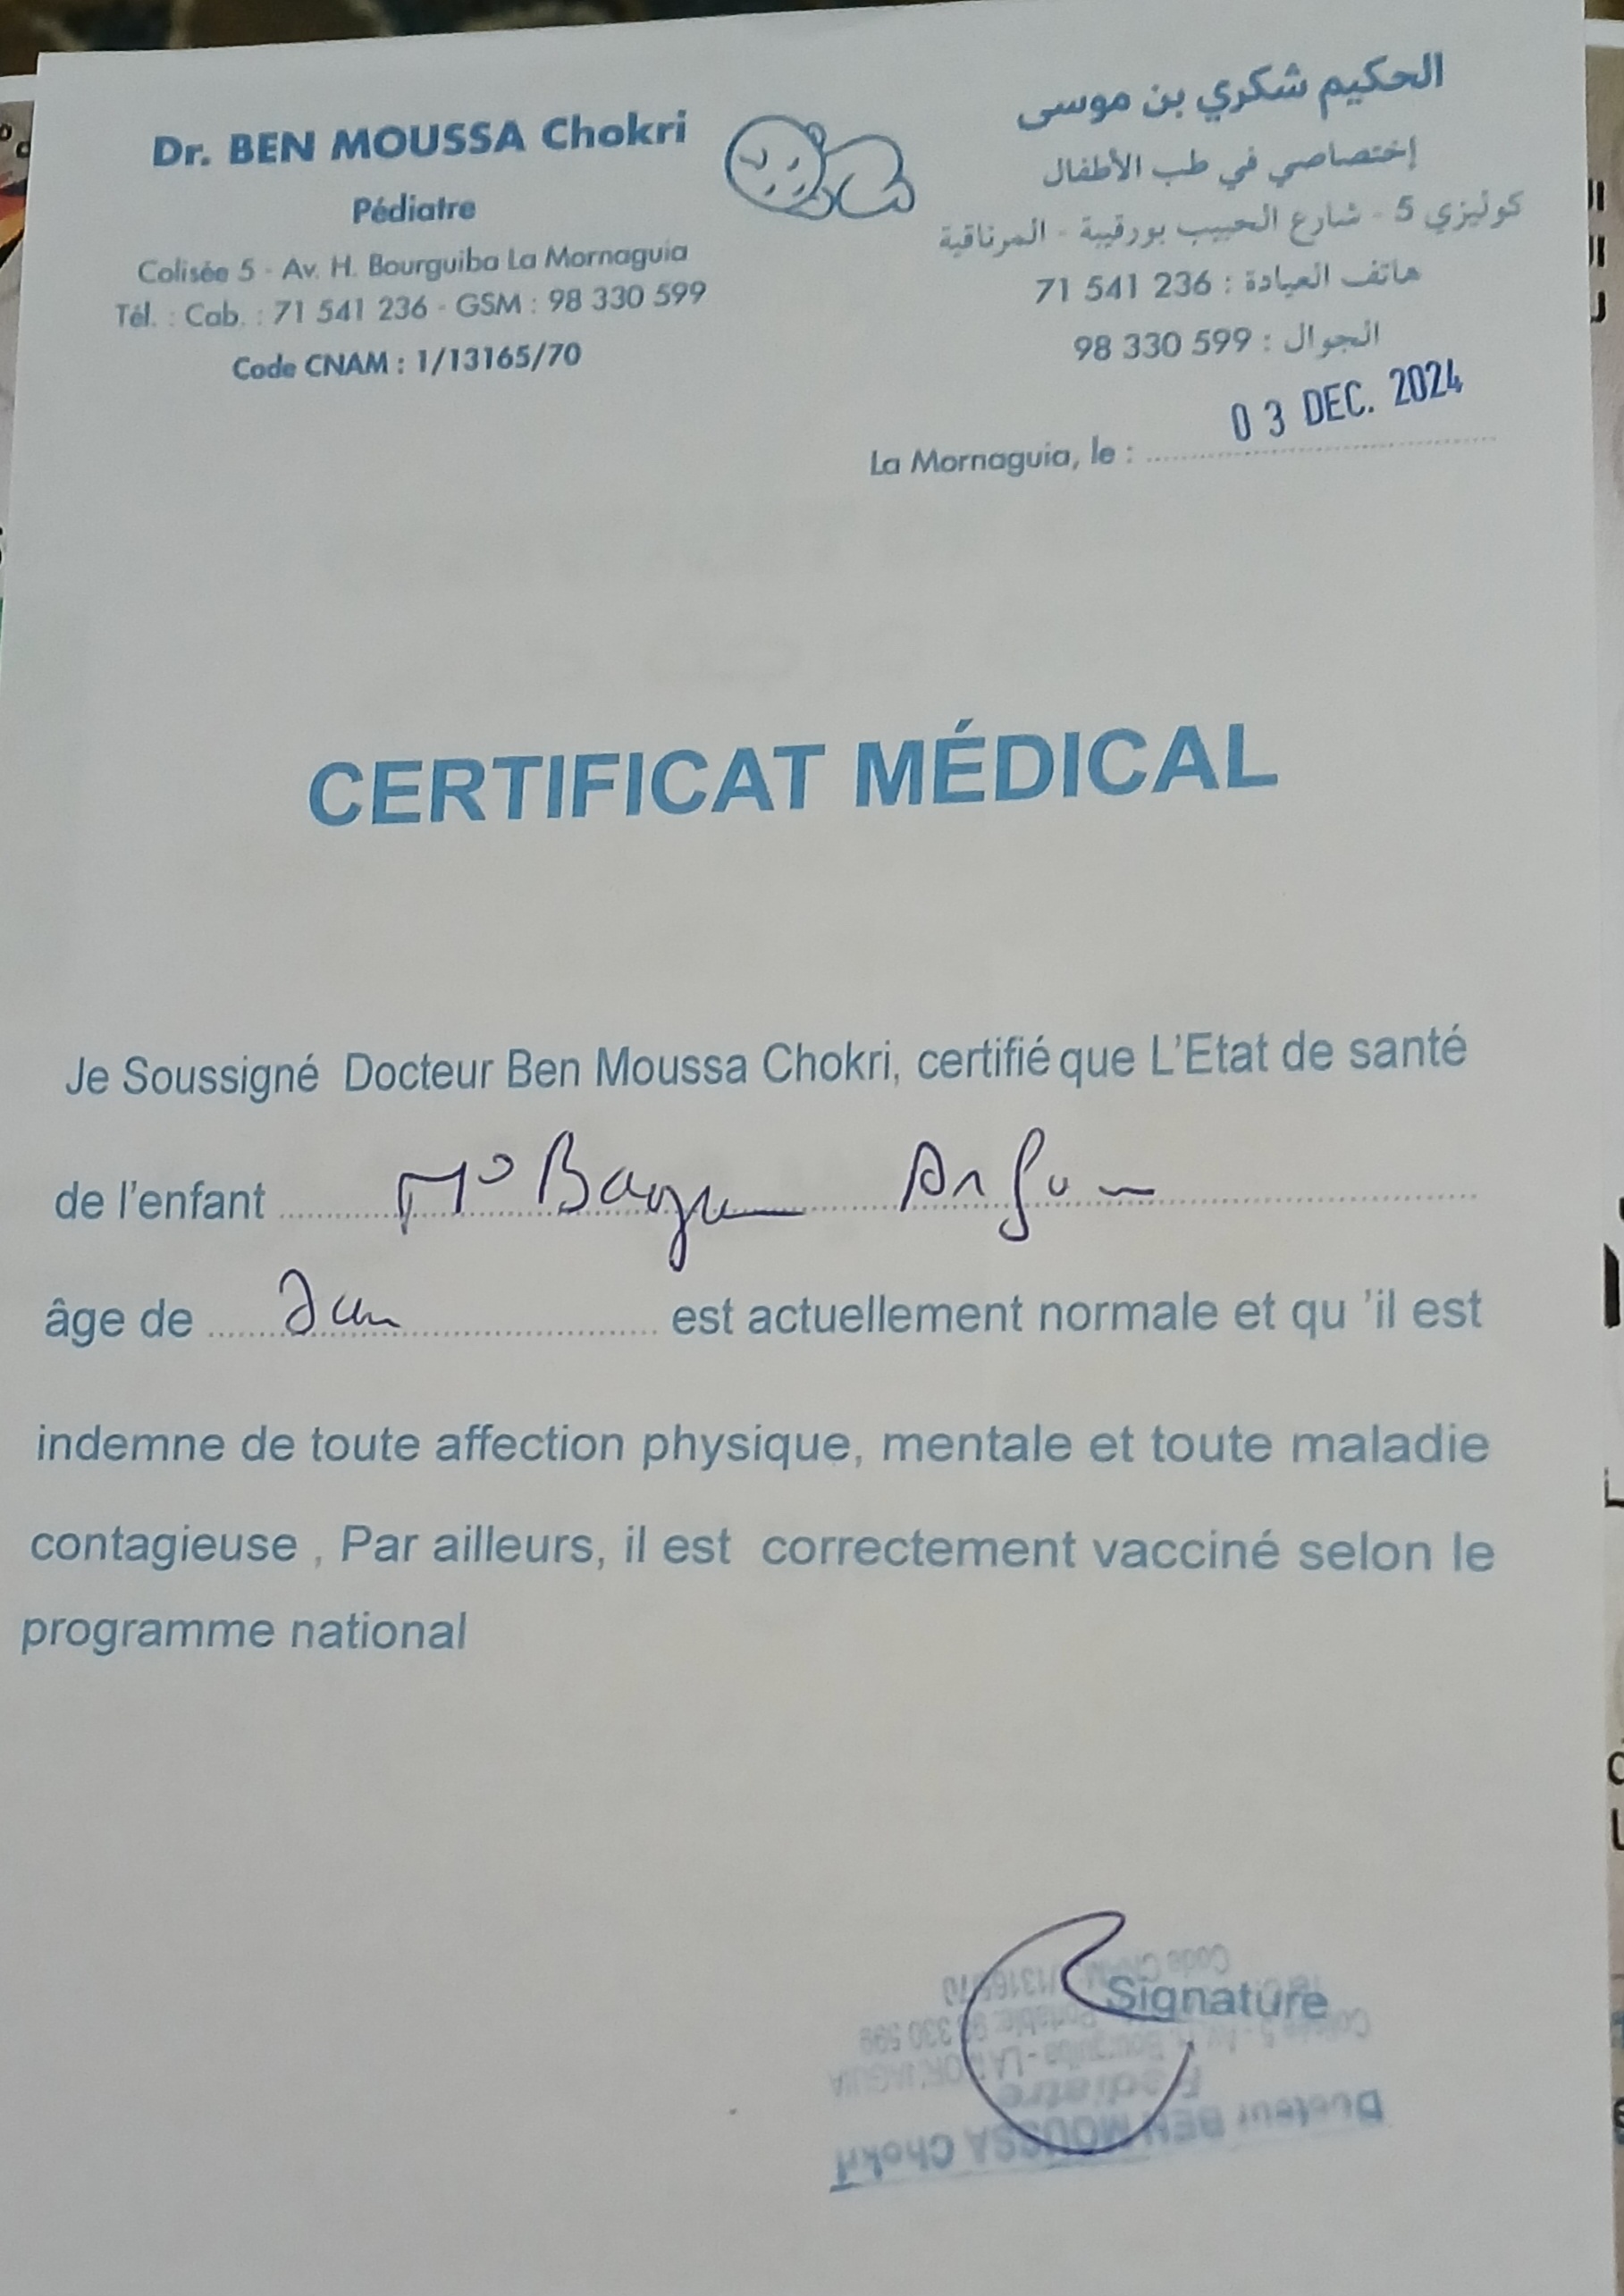 Dr. BEN MOUSSA Chokri
Pédiatre
Colisée 5 - Av. H. Bourguiba La Mornaguia
Tél. : Cab. : 71 541 236 - GSM : 98 330 599
Code CNAM : 1/13165/70
الحكيم شكري بن موسى
إختصاصي في طب الأطفال
كوليزي 5 - شارع الحبيب بورقيبة - المرناقية
هاتف العيادة : 71 541 236
الجوال : 98 330 599
La Mornaguia, le : 03 DEC. 2024
CERTIFICAT MÉDICAL
Je Soussigné Docteur Ben Moussa Chokri, certifié que L'Etat de santé
de l'enfant
âge de est actuellement normale et qu 'il est
indemne de toute affection physique, mentale et toute maladie
contagieuse , Par ailleurs, il est correctement vacciné selon le
programme national
Signature
Docteur BEN MOUSSA Chokri
Pédiatre